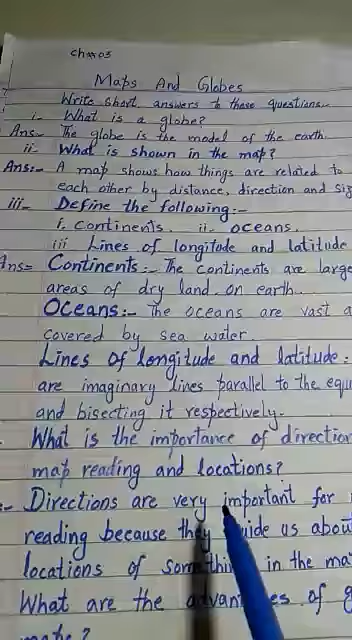 Ch# 03
Maps And Globes
Write short answers to these questions.
i. What is a globe?
Ans- The globe is the model of the earth.
ii- What is shown in the map?
Ans:- A map shows how things are related to
each other by distance, direction and siz
iii- Define the following:-
i. continents. ii- oceans.
iii Lines of longitude and latitude
Ans= Continents:- The continents are large
areas of dry land on earth.
Oceans:- The oceans are vast a
covered by sea water.
Lines of longitude and latitude:
are imaginary lines parallel to the equ
and bisecting it respectively.
What is the importance of direction
map reading and locations?
:- Directions are very important for
reading because they guide us abou
locations of something in the ma
What are the advantages of g
maps?